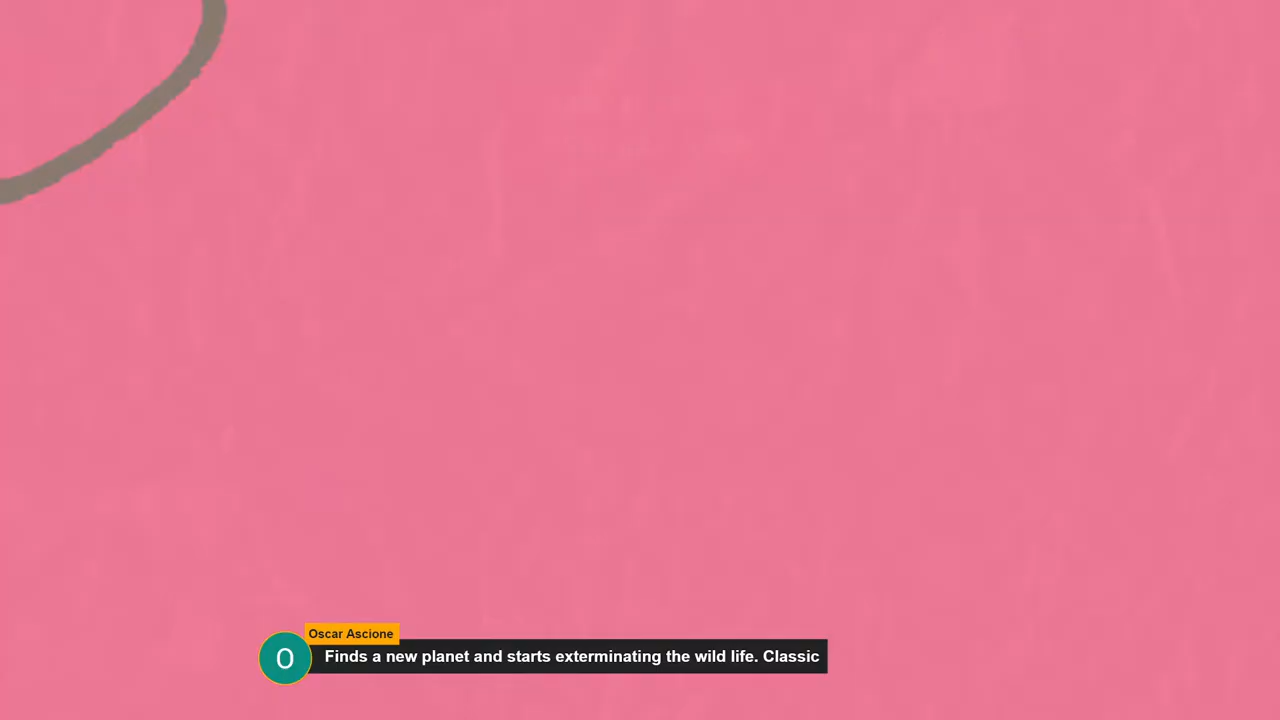 Oscar Ascione
O
Finds a new planet and starts exterminating the wild life. Classic